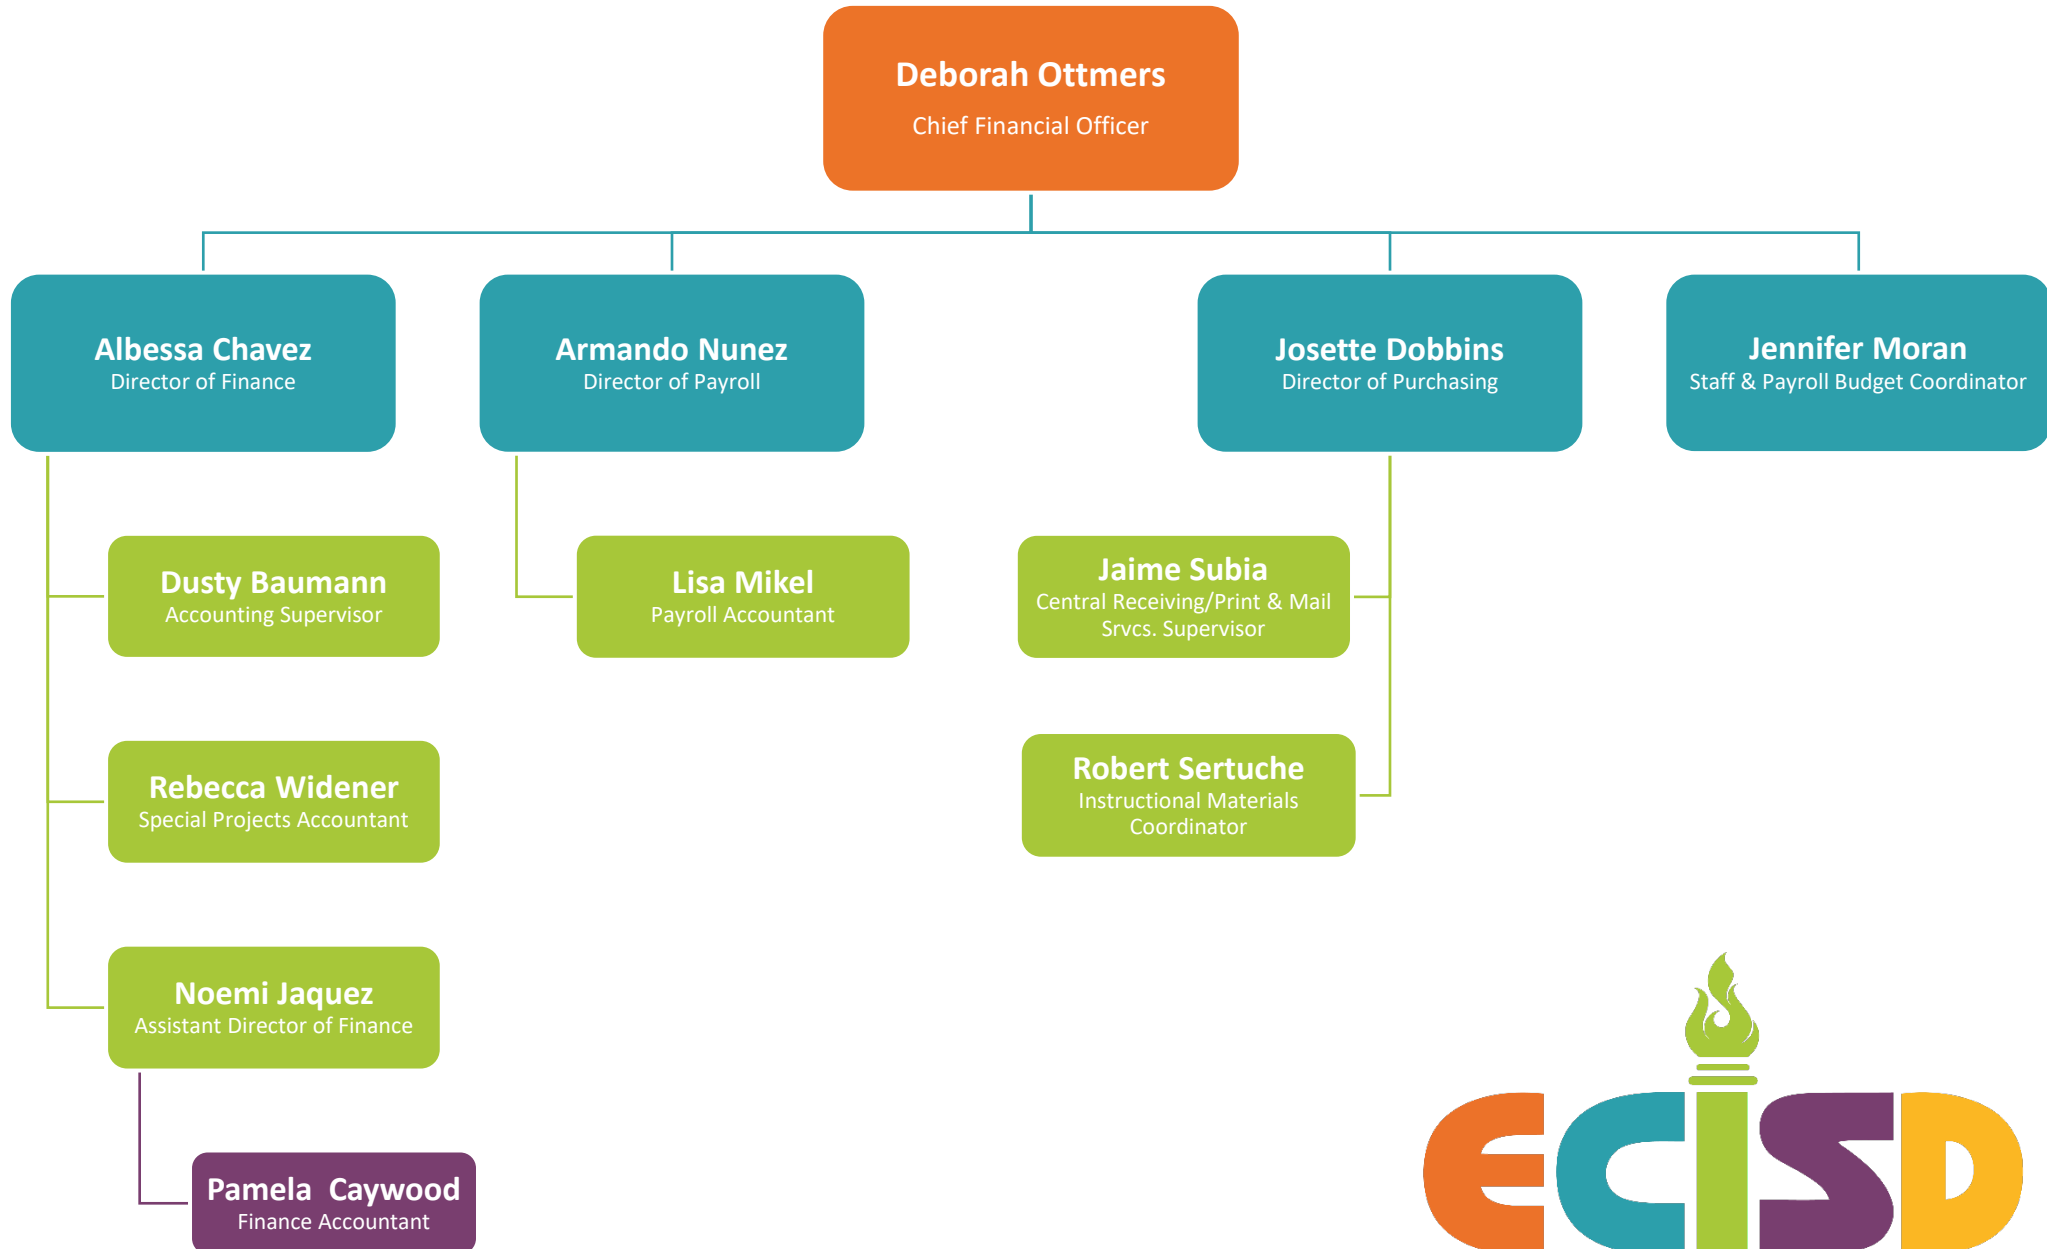 Deborah Ottmers
Chief Financial Officer
Albessa Chavez
Director of Finance
Armando Nunez
Director of Payroll
Josette Dobbins
Director of Purchasing
Jennifer Moran
Staff & Payroll Budget Coordinator
Dusty Baumann
Accounting Supervisor
Lisa Mikel
Payroll Accountant
Jaime Subia
Central Receiving/Print & Mail
Srvcs. Supervisor
Rebecca Widener
Special Projects Accountant
Robert Sertuche
Instructional Materials
Coordinator
Noemi Jaquez
Assistant Director of Finance
Pamela  Caywood
Finance Accountant
ECISD